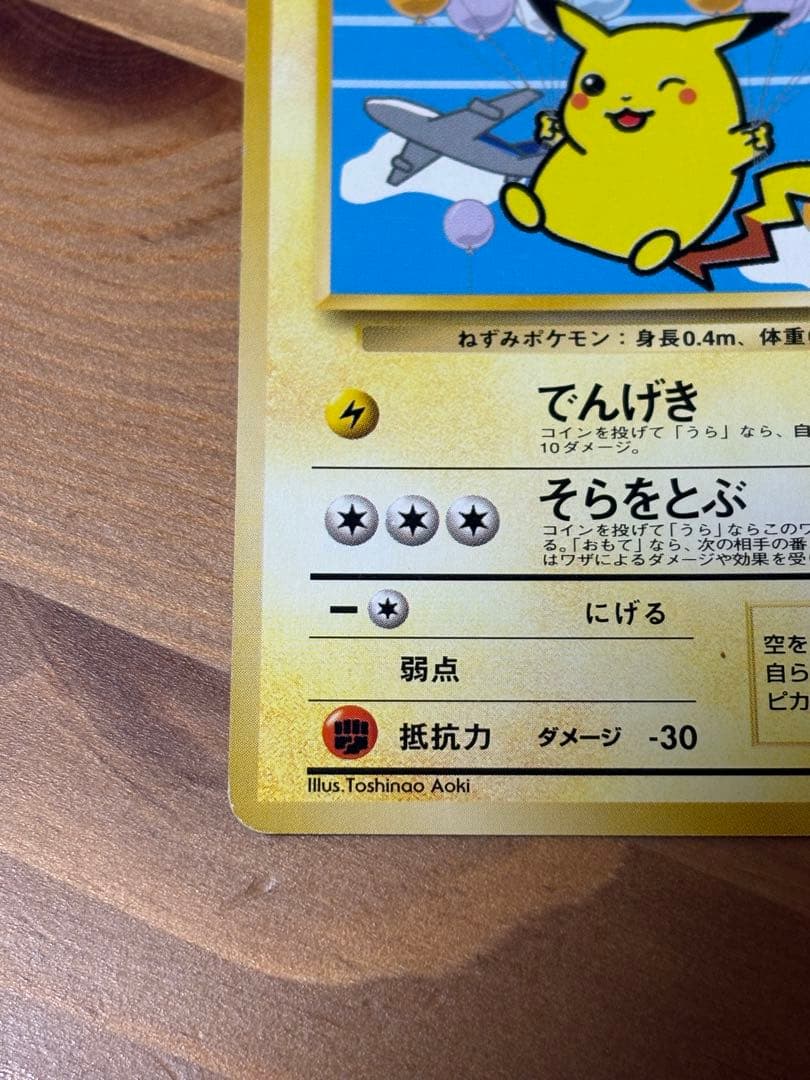 ねずみポケモン：身長0.4m、体重
でんげき
コインを投げて「うら」なら、自
10ダメージ。
そらをとぶ
コインを投げて「うら」ならこのワ
る。「おもて」なら、次の相手の番
はワザによるダメージや効果を受
にげる
弱点
抵抗力 ダメージ -30
空を
自ら
ピカ
Illus.Toshinao Aoki